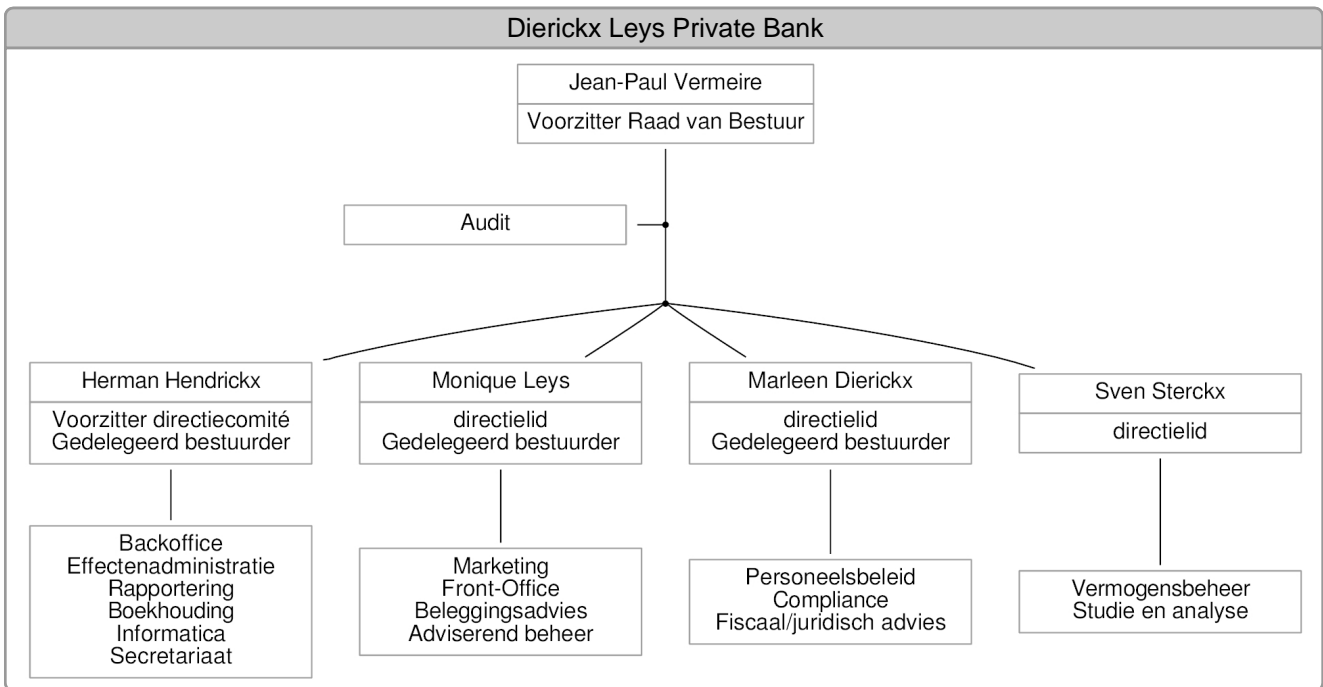 Dierickx Leys Private Bank
Jean-Paul Vermeire
Voorzitter Raad van Bestuur
Audit
Herman Hendrickx
Voorzitter directiecomité
Gedelegeerd bestuurder
Monique Leys
directielid
Gedelegeerd bestuurder
Marleen Dierickx
directielid
Gedelegeerd bestuurder
Sven Sterckx
directielid
Backoffice
Effectenadministratie
Rapportering
Boekhouding
Informatica
Secretariaat
Marketing
Front-Office
Beleggingsadvies
Adviserend beheer
Personeelsbeleid
Compliance
Fiscaal/juridisch advies
Vermogensbeheer
Studie en analyse